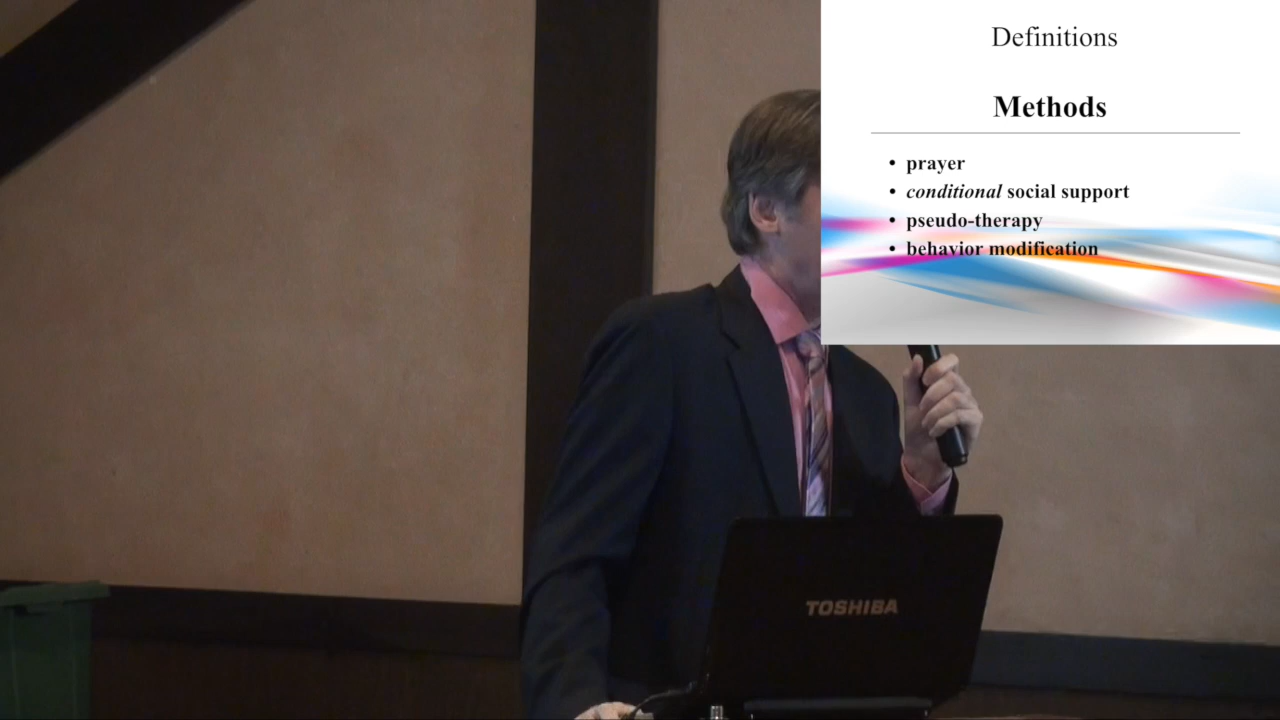 Definitions
Methods
• prayer
• conditional social support
• pseudo-therapy
• behavior modification
TOSHIBA